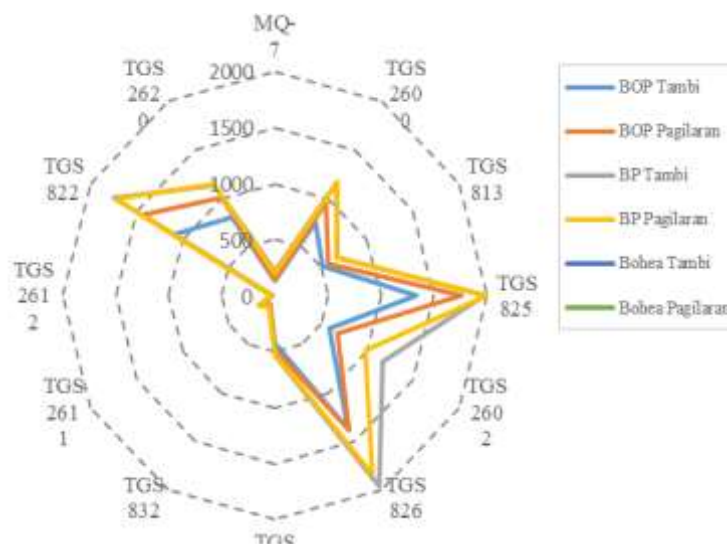 MQ-
7
TGS
262
0
2000
TGS
260
0
1500
TGS
822
1000
TGS
813
500
TGS
261
2
0
TGS
825
TGS
261
1
TGS
260
2
TGS
832
TGS
826
TGS
BOP Tambi
BOP Pagilaran
BP Tambi
BP Pagilaran
Bohea Tambi
Bohea Pagilaran